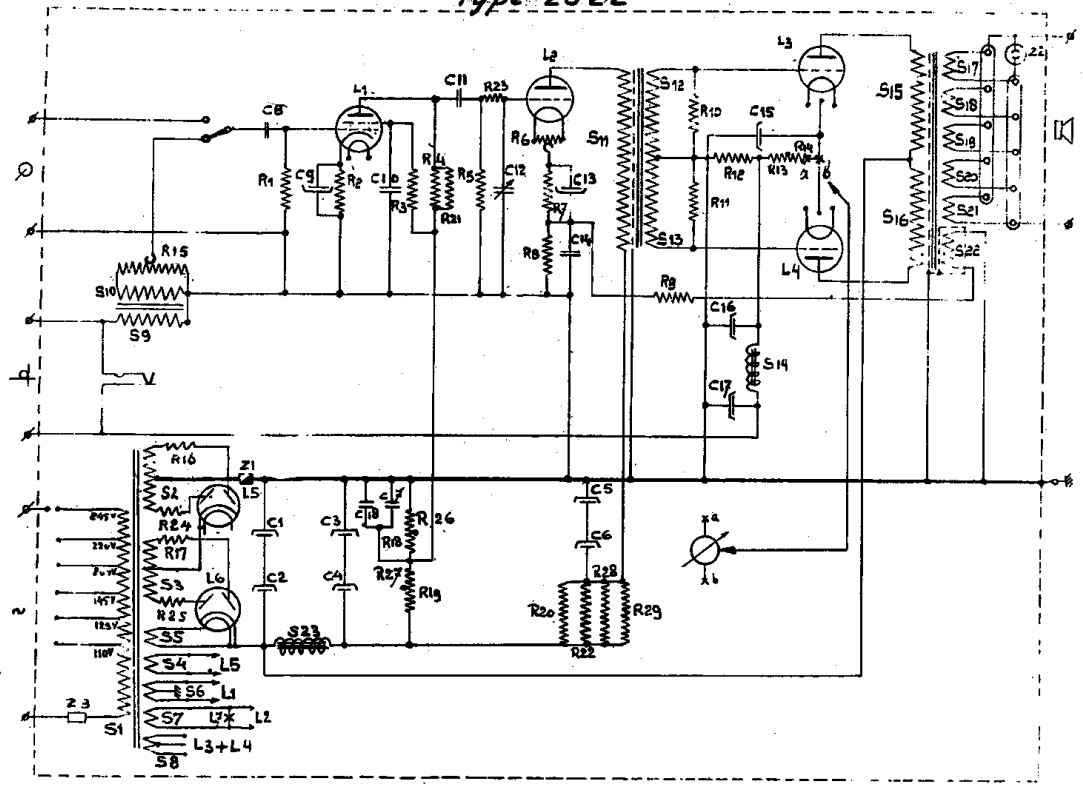 Type 2822
L3
22
L2
S17
C11
R23
S12
S15
C8
L1
R10
C15
S18
R6
S11
R14
S19
R4
R12
R13
a
b
R1
C9
R2
C10
R3
R5
C12
C13
S20
R21
R7
R11
S16
S21
R8
C14
S13
L4
S22
R15
S10
R9
S9
C16
S14
C17
R16
Z1
L5
S2
C5
R24
C1
C3
C18
R26
245V
R17
R18
C6
a
220V
L6
R27
R28
S3
C2
C4
R19
b
145V
R25
R20
R29
~
125V
S5
S23
R22
110V
S4
L5
S6
L1
Z3
S7
L7
L2
S1
L3+L4
S8